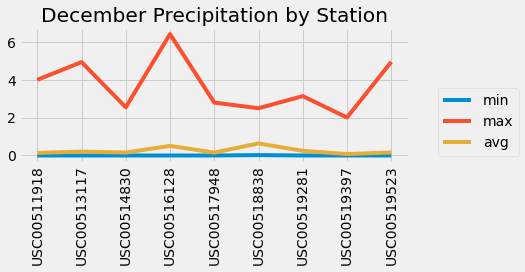 December Precipitation by Station
6
4
2
0
USC00511918
USC00513117
USC00514830
USC00516128
USC00517948
USC00518838
USC00519281
USC00519397
USC00519523
min
max
avg